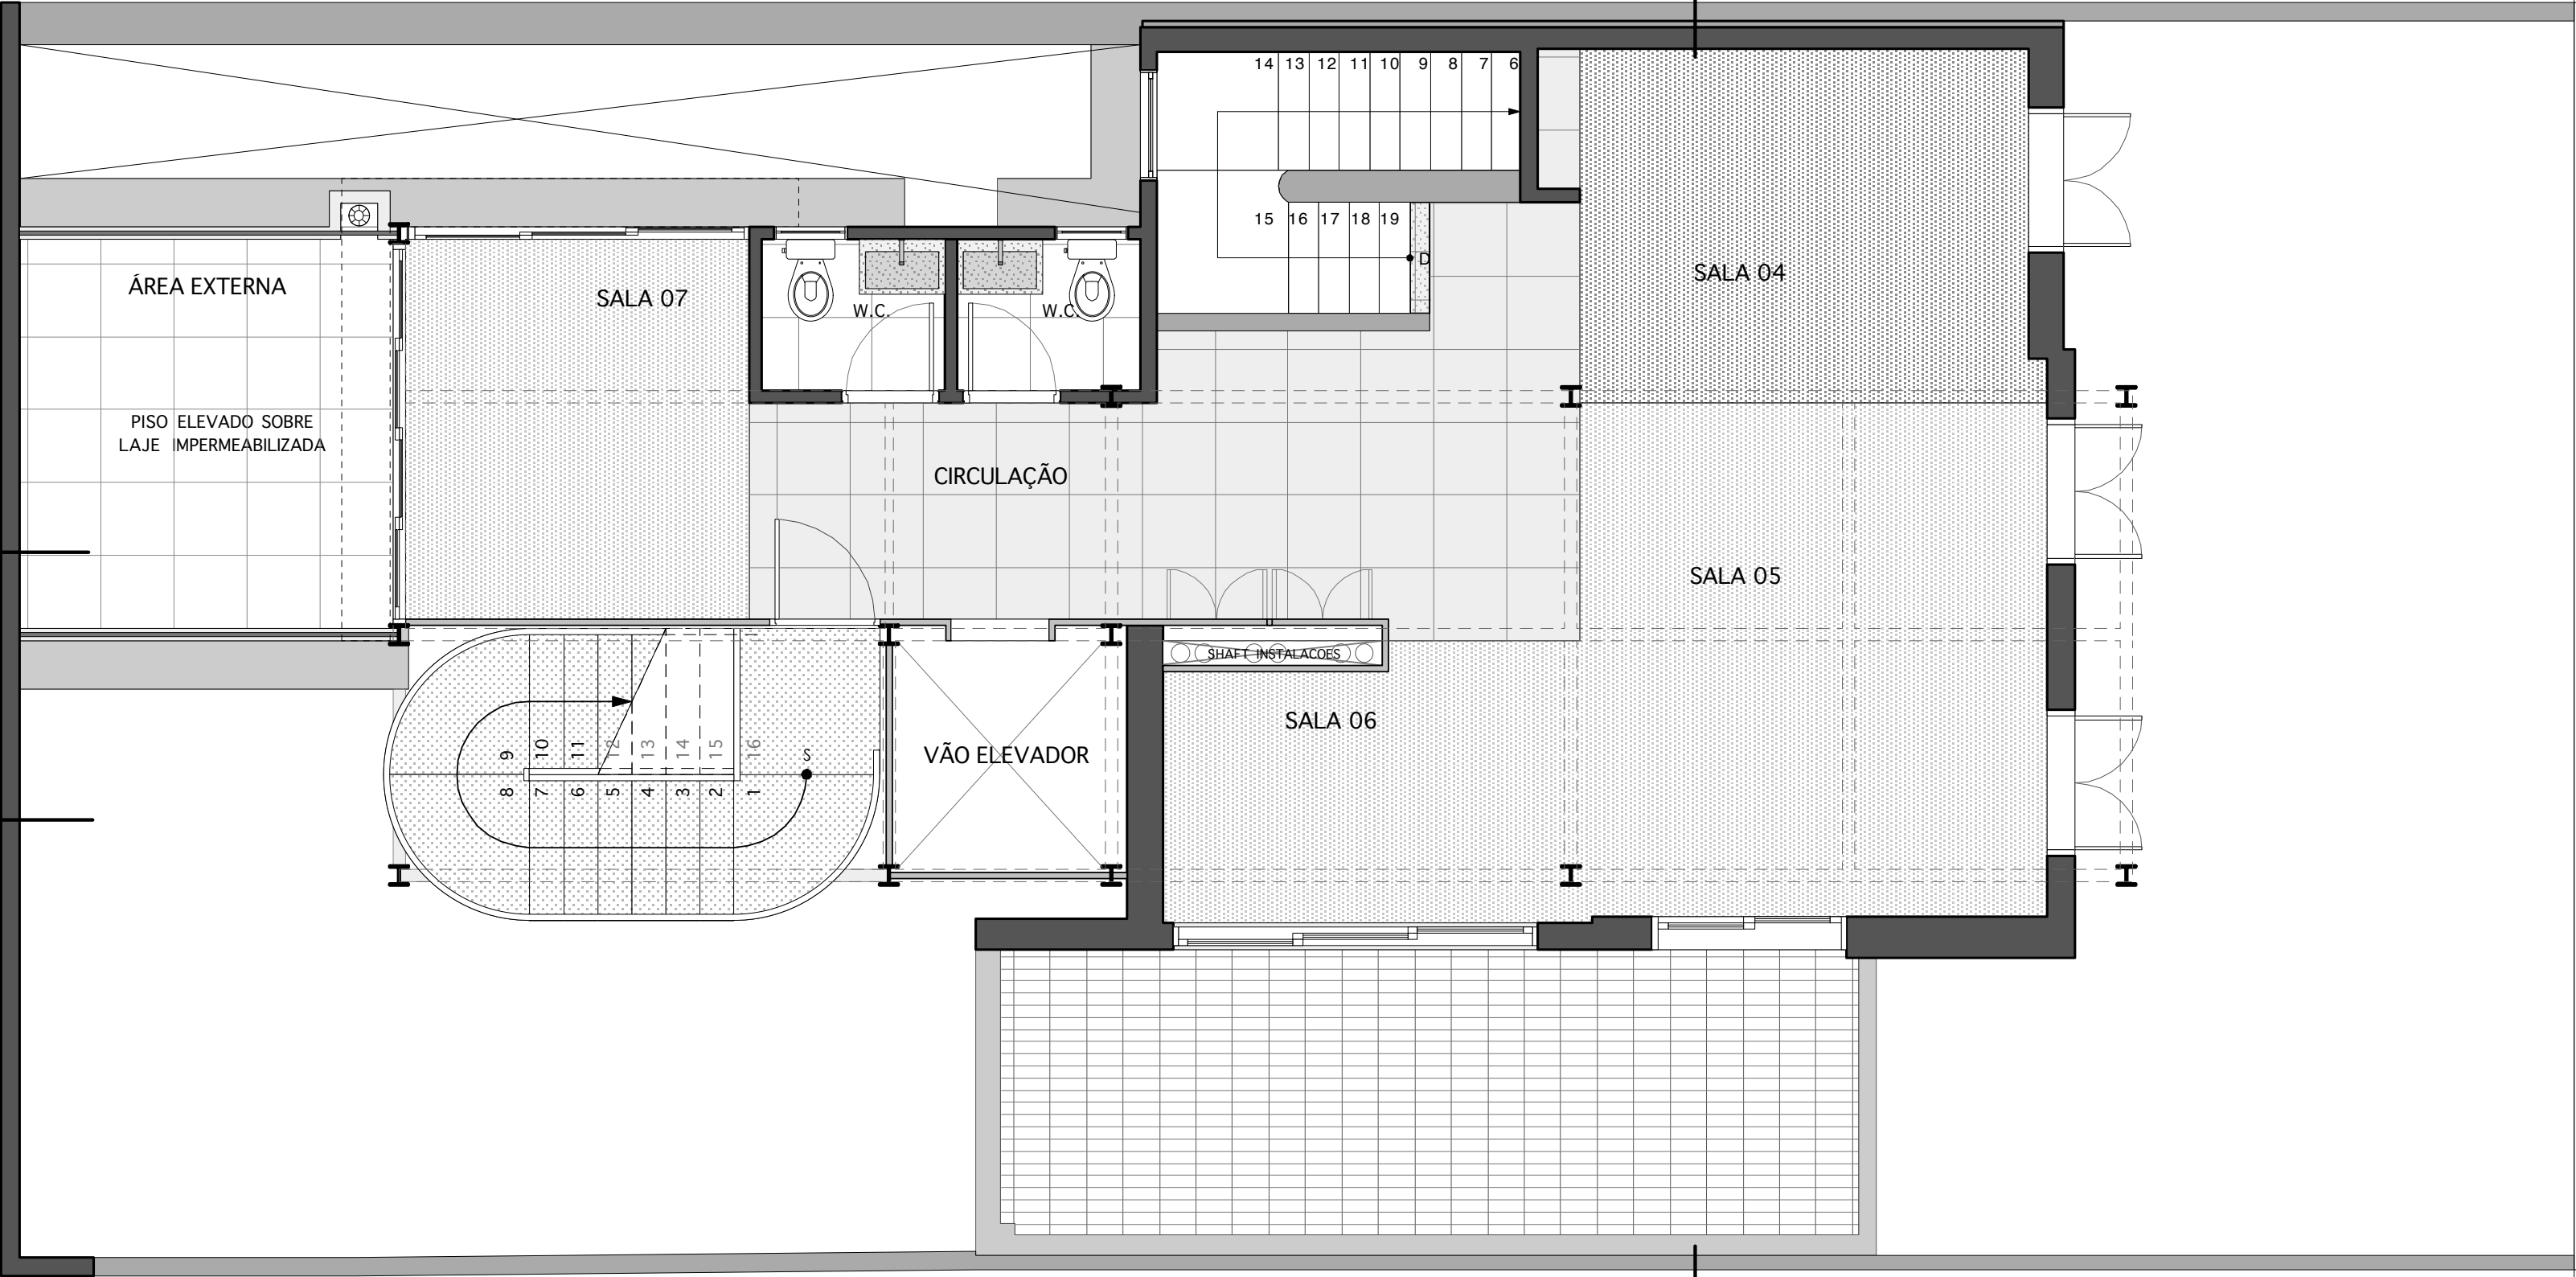 14 13 12 11 10 9 8 7 6
15 16 17 18 19
D
SALA 04
ÁREA EXTERNA
SALA 07
W.C.
W.C.
PISO ELEVADO SOBRE
LAJE IMPERMEABILIZADA
CIRCULAÇÃO
SALA 05
SHAFT INSTALACOES
SALA 06
VÃO ELEVADOR
S
9 10 11 12 13 14 15 16
8 7 6 5 4 3 2 1